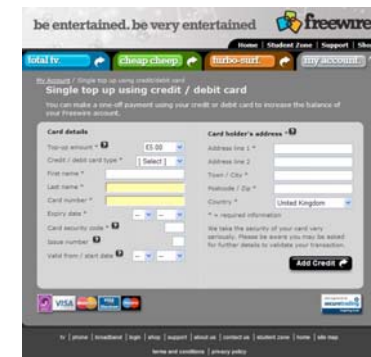 be entertained. be very entertained
freewire
Home | Student Zone | Support | Shop
total tv.
cheap cheep.
turbo-surf.
my account.
My Account / Single top up using credit/debit card
Single top up using credit / debit card
You can make a one-off payment using your credit or debit card to increase the balance of
your Freewire account.
Card details
Top-up amount * £5.00
Credit / debit card type * [ Select ]
First name *
Last name *
Card number *
Expiry date * -- --
Card security code *
Issue number
Valid from / start date -- --
Card holder's address -
Address line 1 *
Address line 2
Town / City *
Postcode / Zip *
Country * United Kingdom
* = required information
We take the security of your card very
seriously. Please be aware you may be asked
for further details to validate your transaction.
Add Credit
VISA
securetrading
tv | phone | broadband | login | shop | support | about us | contact us | student zone | home | site map
terms and conditions | privacy policy